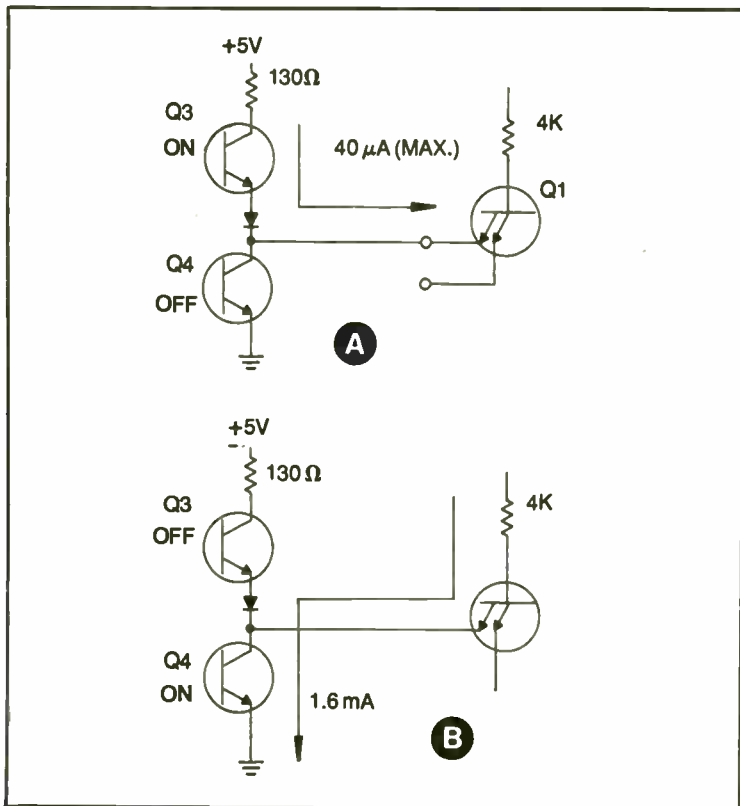 +5V
130Ω
Q3
ON
40 µA (MAX.)
4K
Q1
Q4
OFF
A
+5V
130 Ω
4K
Q3
OFF
Q4
ON
1.6 mA
B